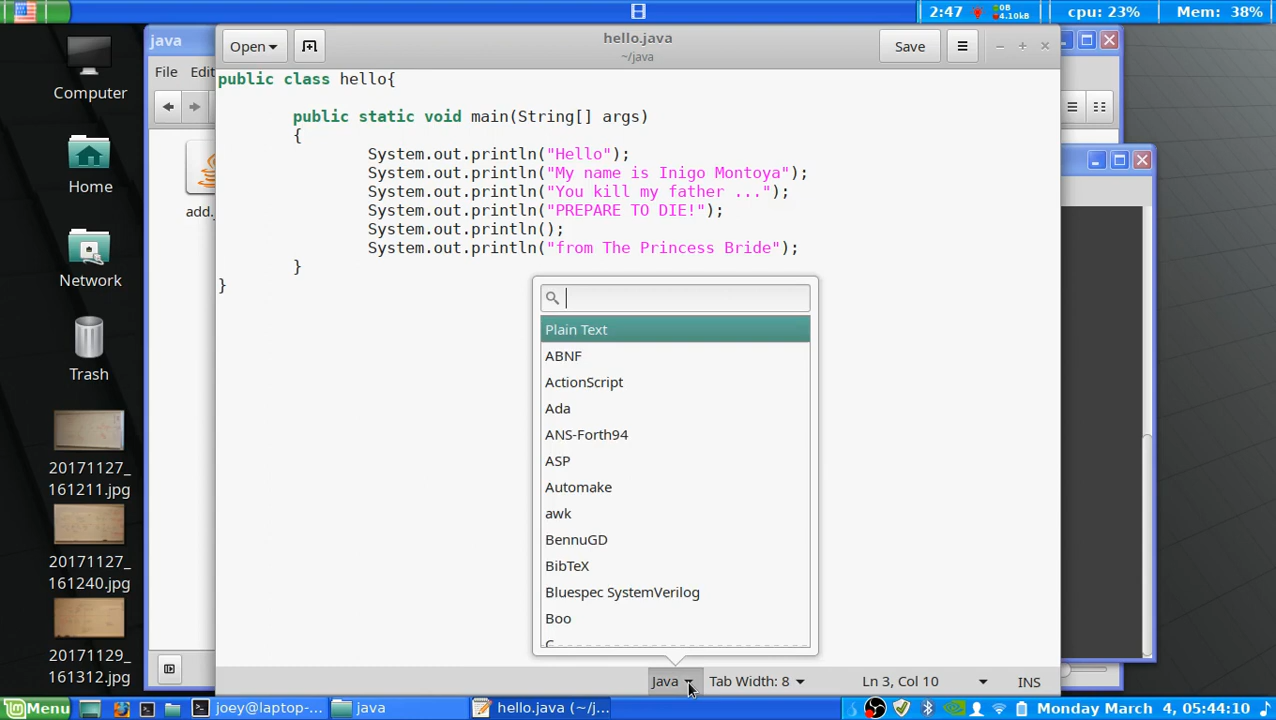 2:47 0B 4.10kB cpu: 23% Mem: 38%
java
Open hello.java Save
~/java
File Edi
public class hello{
public static void main(String[] args)
{
System.out.println("Hello");
System.out.println("My name is Inigo Montoya");
System.out.println("You kill my father ...");
System.out.println("PREPARE TO DIE!");
System.out.println();
System.out.println("from The Princess Bride");
}
}
Computer
Home
Network
Trash
20171127_
161211.jpg
20171127_
161240.jpg
20171129_
161312.jpg
add.
Plain Text
ABNF
ActionScript
Ada
ANS-Forth94
ASP
Automake
awk
BennuGD
BibTeX
Bluespec SystemVerilog
Boo
C
Java Tab Width: 8 Ln 3, Col 10 INS
Menu joey@laptop-... java hello.java (~/j... Monday March 4, 05:44:10